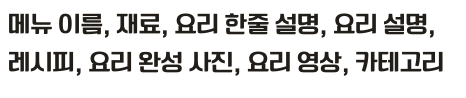 메뉴 이름, 재료, 요리 한줄 설명, 요리 설명,
레시피, 요리 완성 사진, 요리 영상, 카테고리